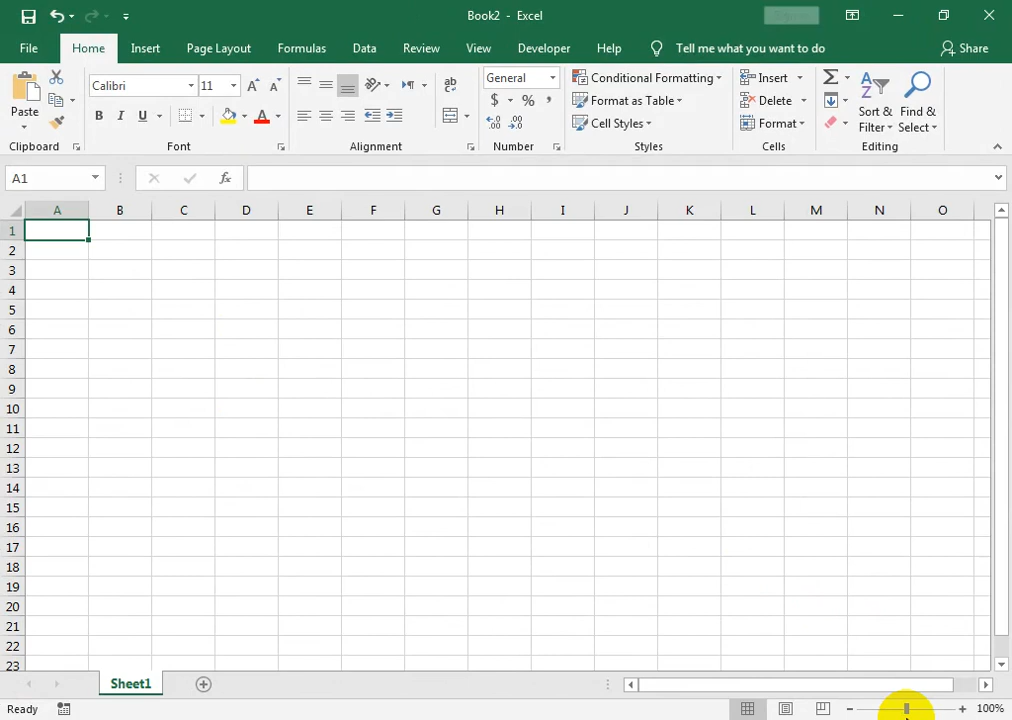 Book2 - Excel
File Home Insert Page Layout Formulas Data Review View Developer Help Tell me what you want to do Share
Paste
Calibri 11
B I U A
General
$ % ,
Conditional Formatting
Format as Table
Cell Styles
Insert
Delete
Format
Sort & Filter
Find & Select
Clipboard Font Alignment Number Styles Cells Editing
A1 fx
A B C D E F G H I J K L M N O
1
2
3
4
5
6
7
8
9
10
11
12
13
14
15
16
17
18
19
20
21
22
23
Sheet1
Ready 100%